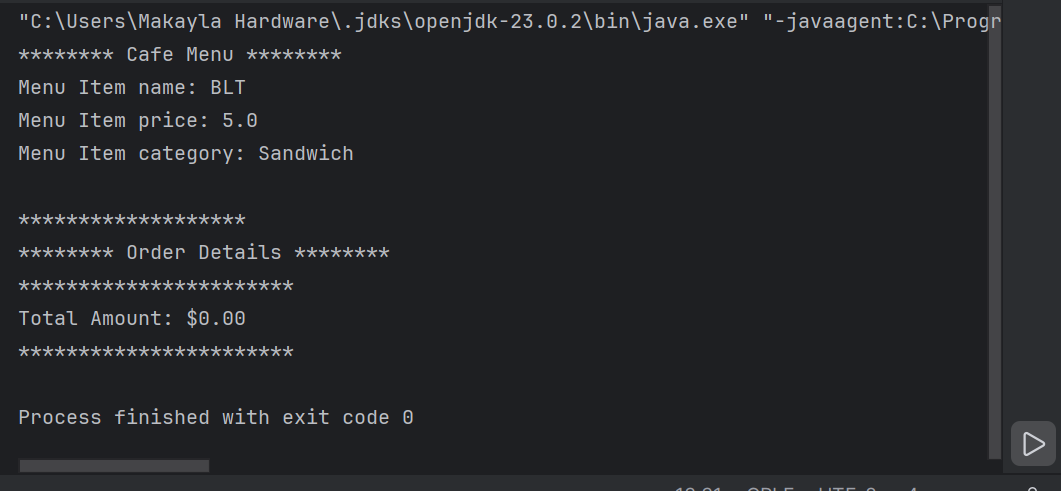 "C:\Users\Makayla Hardware\.jdks\openjdk-23.0.2\bin\java.exe" "-javaagent:C:\Progr
******** Cafe Menu ********
Menu Item name: BLT
Menu Item price: 5.0
Menu Item category: Sandwich
*******************
******** Order Details ********
***********************
Total Amount: $0.00
***********************
Process finished with exit code 0